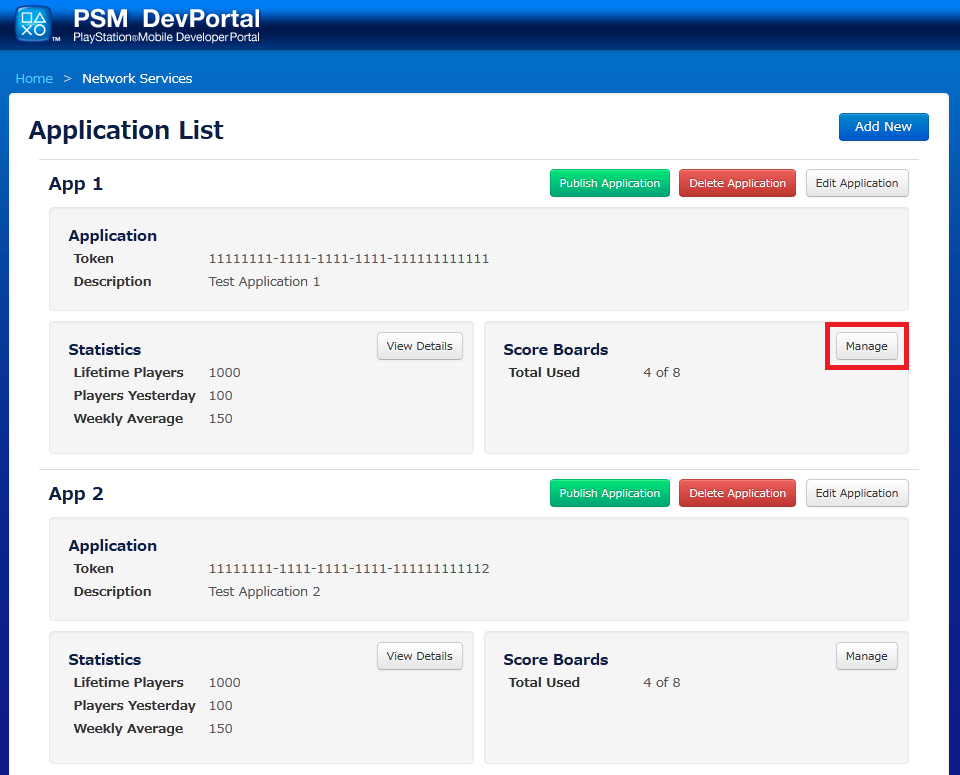 PSM DevPortal
TM
PlayStation®Mobile Developer Portal
Home > Network Services
Application List
Add New
App 1
Publish Application
Delete Application
Edit Application
Application
Token 11111111-1111-1111-1111-111111111111
Description Test Application 1
Statistics
View Details
Lifetime Players 1000
Players Yesterday 100
Weekly Average 150
Score Boards
Manage
Total Used 4 of 8
App 2
Publish Application
Delete Application
Edit Application
Application
Token 11111111-1111-1111-1111-111111111112
Description Test Application 2
Statistics
View Details
Lifetime Players 1000
Players Yesterday 100
Weekly Average 150
Score Boards
Manage
Total Used 4 of 8